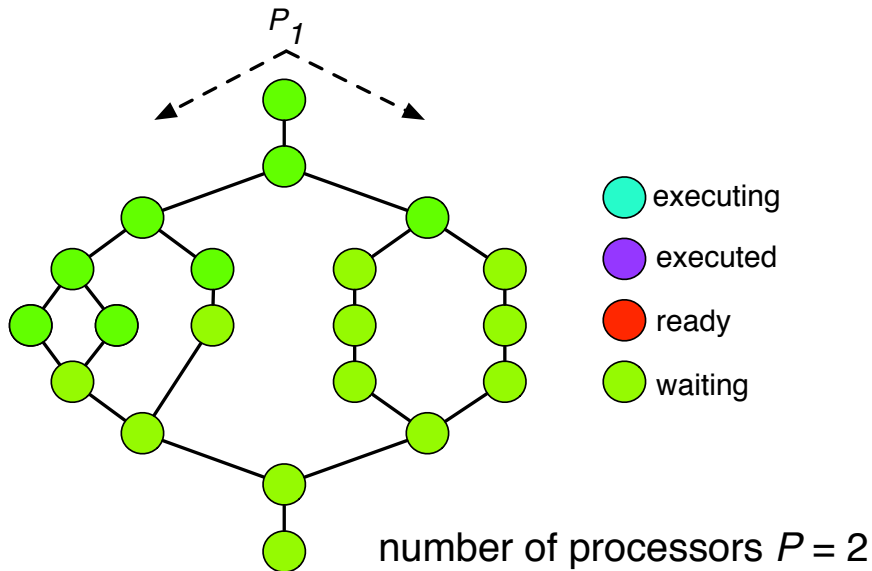 P1
executing
executed
ready
waiting
number of processors P = 2